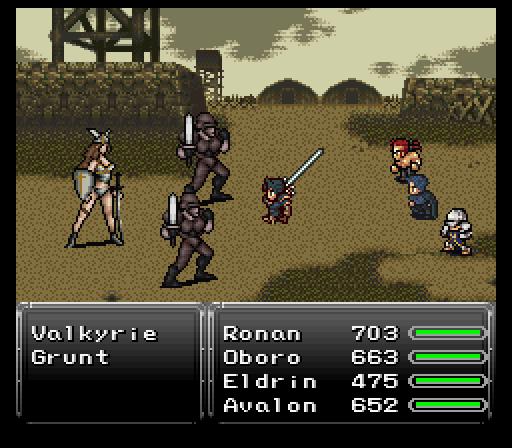 Valkyrie
Grunt
Ronan 703
Oboro 663
Eldrin 475
Avalon 652